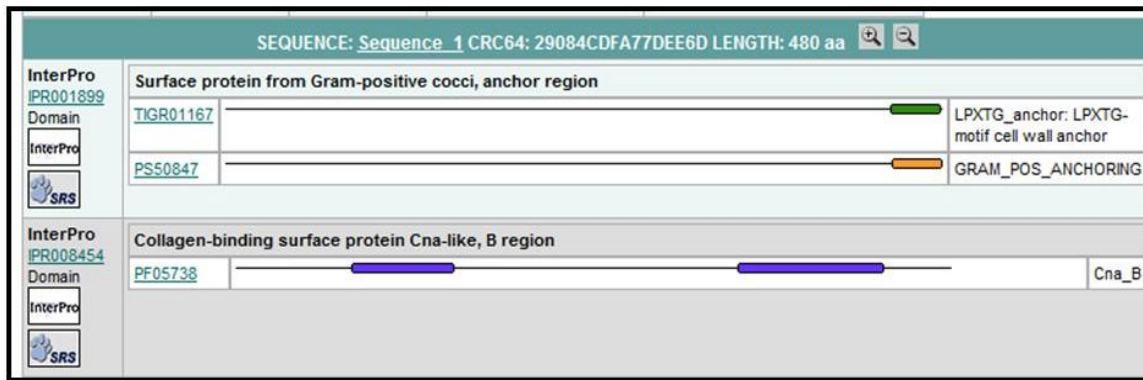 SEQUENCE: Sequence_1 CRC64: 29084CDFA77DEE6D LENGTH: 480 aa
InterPro
IPR001899
Domain
InterPro
SRS
Surface protein from Gram-positive cocci, anchor region
TIGR01167
LPXTG_anchor: LPXTG-
motif cell wall anchor
PS50847
GRAM_POS_ANCHORING
InterPro
IPR008454
Domain
InterPro
SRS
Collagen-binding surface protein Cna-like, B region
PF05738
Cna_B